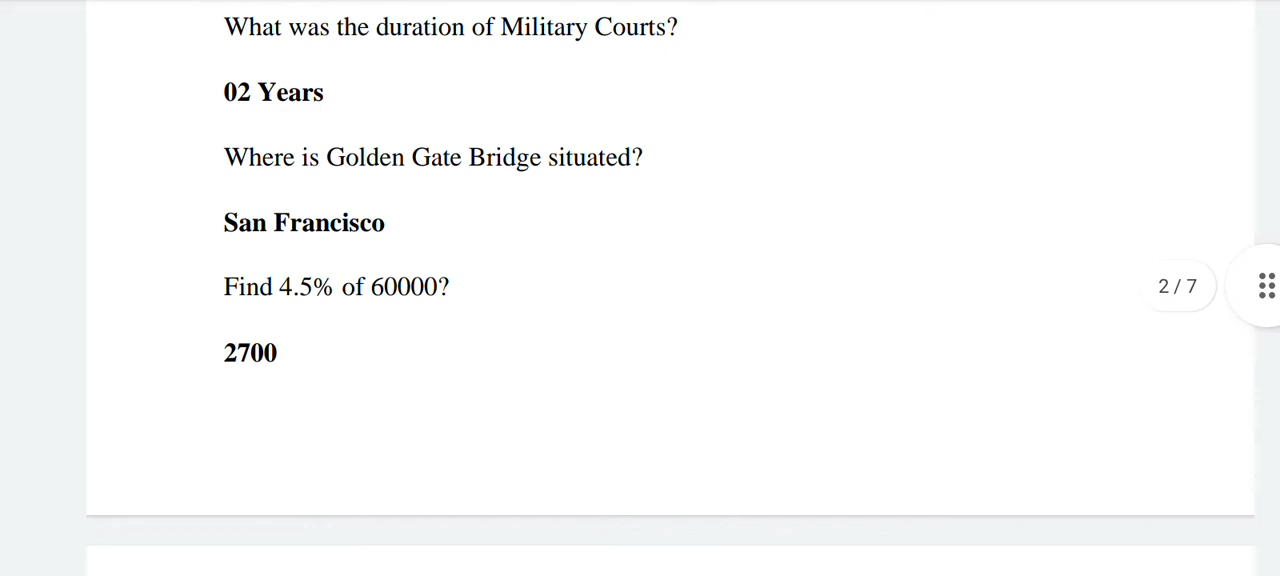 What was the duration of Military Courts?
02 Years
Where is Golden Gate Bridge situated?
San Francisco
Find 4.5% of 60000?
2 / 7
2700